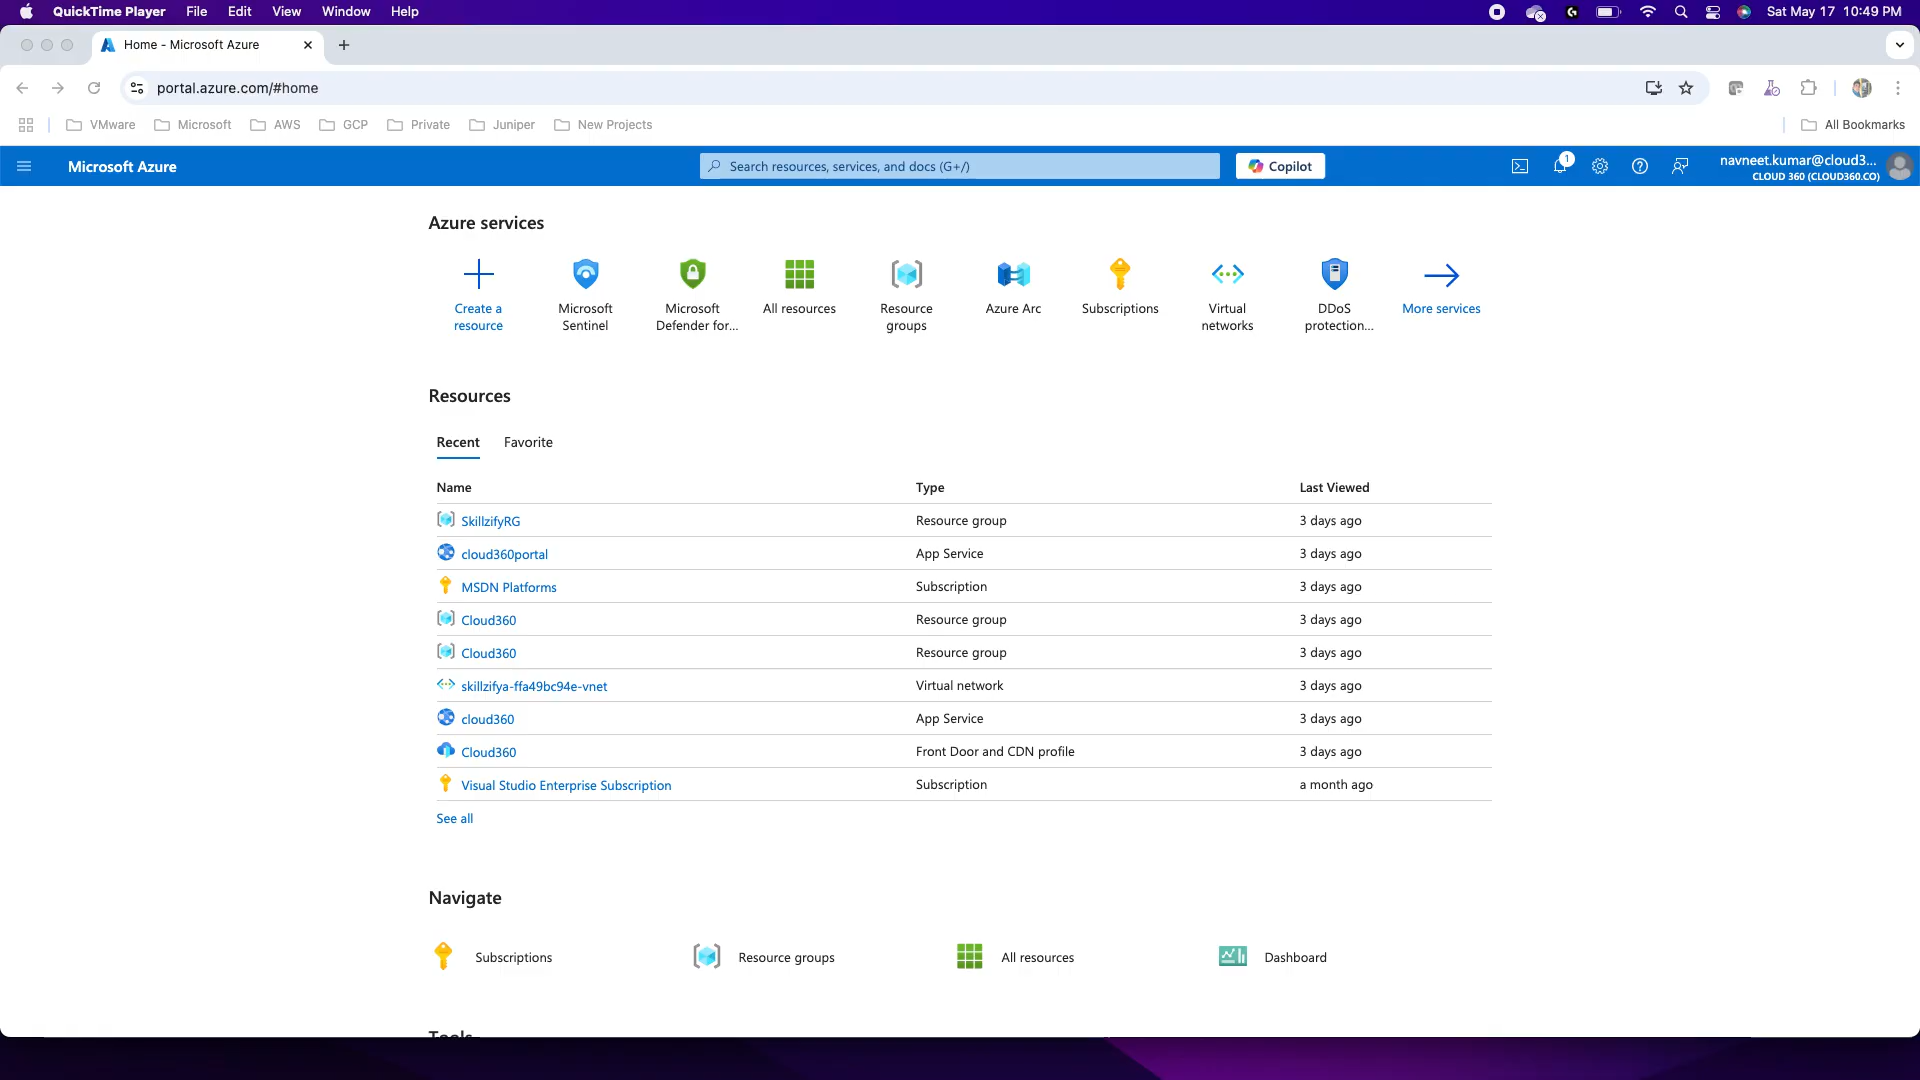 QuickTime Player File Edit View Window Help Sat May 17 10:49 PM
Home - Microsoft Azure
portal.azure.com/#home
VMware Microsoft AWS GCP Private Juniper New Projects All Bookmarks
Microsoft Azure Search resources, services, and docs (G+/) Copilot 1 navneet.kumar@cloud3...
CLOUD 360 (CLOUD360.CO)
Azure services
Create a resource
Microsoft Sentinel
Microsoft Defender for...
All resources
Resource groups
Azure Arc
Subscriptions
Virtual networks
DDoS protection...
More services
Resources
Recent Favorite
Name Type Last Viewed
SkillzifyRG Resource group 3 days ago
cloud360portal App Service 3 days ago
MSDN Platforms Subscription 3 days ago
Cloud360 Resource group 3 days ago
Cloud360 Resource group 3 days ago
skillzifya-ffa49bc94e-vnet Virtual network 3 days ago
cloud360 App Service 3 days ago
Cloud360 Front Door and CDN profile 3 days ago
Visual Studio Enterprise Subscription Subscription a month ago
See all
Navigate
Subscriptions Resource groups All resources Dashboard
Tools